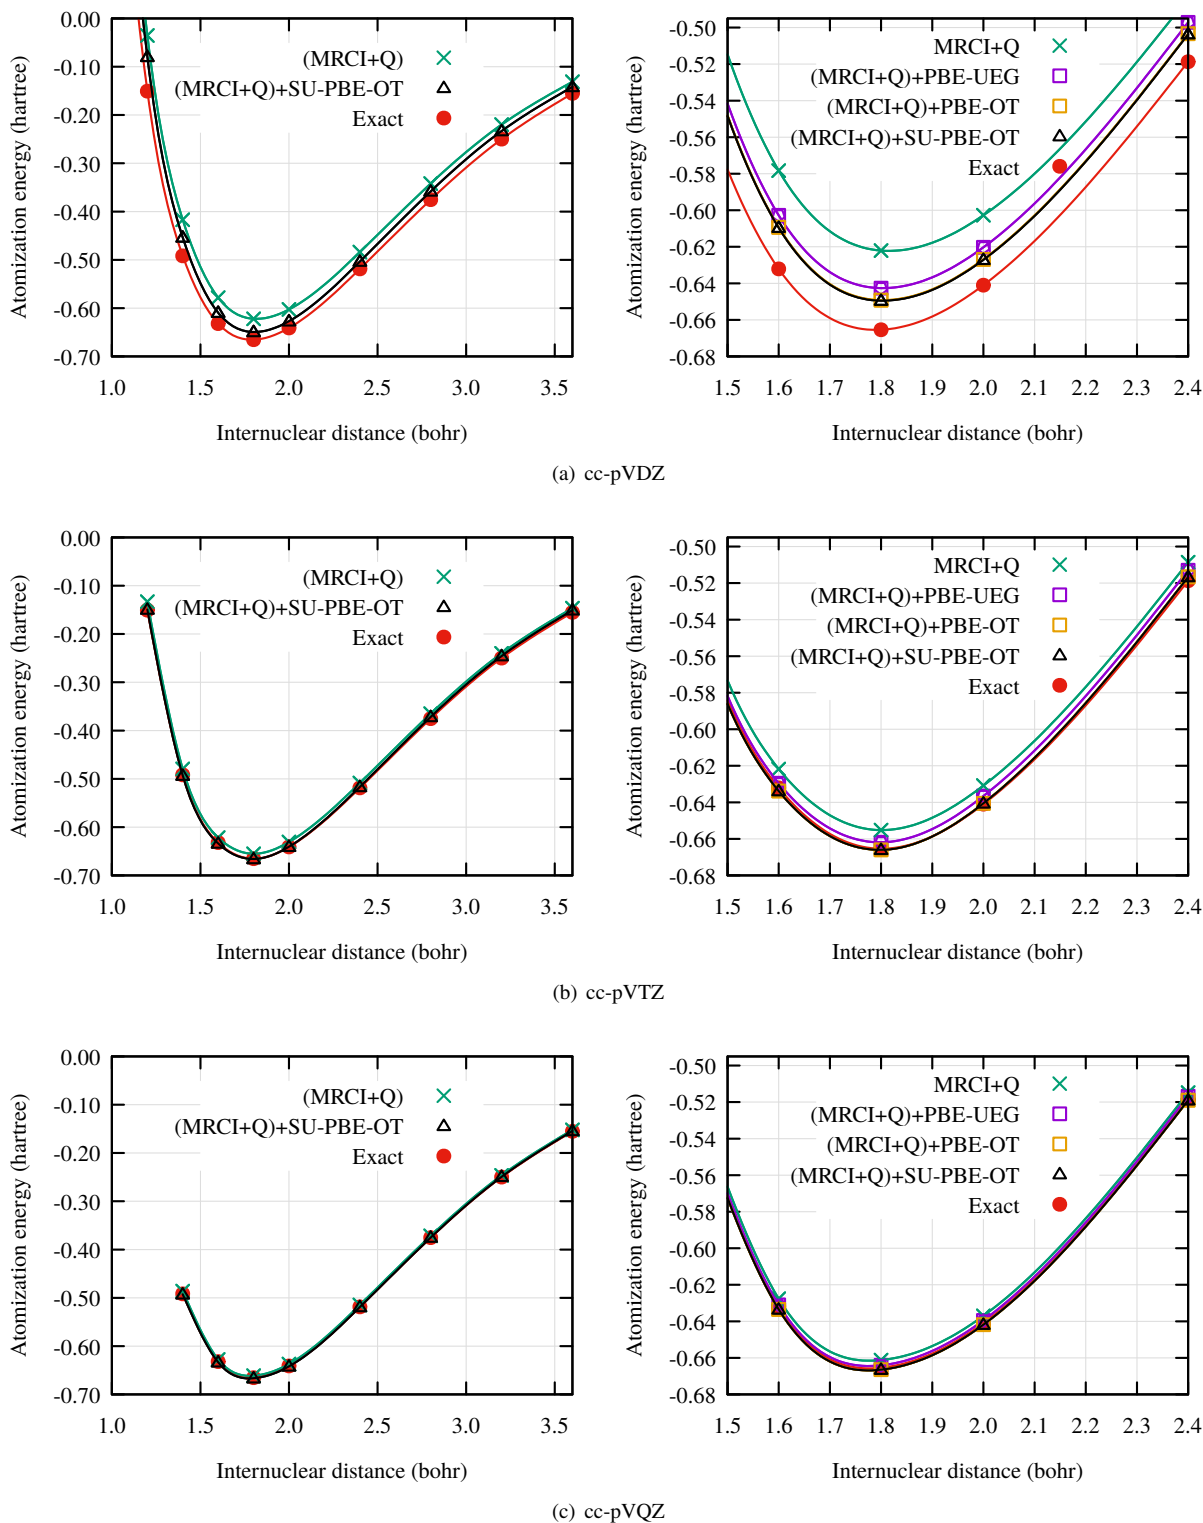 Atomization energy (hartree)
0.00
-0.10
-0.20
-0.30
-0.40
-0.50
-0.60
-0.70
(MRCI+Q)
(MRCI+Q)+SU-PBE-OT
Exact
1.0 1.5 2.0 2.5 3.0 3.5
Internuclear distance (bohr)
Atomization energy (hartree)
-0.50
-0.52
-0.54
-0.56
-0.58
-0.60
-0.62
-0.64
-0.66
-0.68
MRCI+Q
(MRCI+Q)+PBE-UEG
(MRCI+Q)+PBE-OT
(MRCI+Q)+SU-PBE-OT
Exact
1.5 1.6 1.7 1.8 1.9 2.0 2.1 2.2 2.3 2.4
Internuclear distance (bohr)
(a) cc-pVDZ
Atomization energy (hartree)
0.00
-0.10
-0.20
-0.30
-0.40
-0.50
-0.60
-0.70
(MRCI+Q)
(MRCI+Q)+SU-PBE-OT
Exact
1.0 1.5 2.0 2.5 3.0 3.5
Internuclear distance (bohr)
Atomization energy (hartree)
-0.50
-0.52
-0.54
-0.56
-0.58
-0.60
-0.62
-0.64
-0.66
-0.68
MRCI+Q
(MRCI+Q)+PBE-UEG
(MRCI+Q)+PBE-OT
(MRCI+Q)+SU-PBE-OT
Exact
1.5 1.6 1.7 1.8 1.9 2.0 2.1 2.2 2.3 2.4
Internuclear distance (bohr)
(b) cc-pVTZ
Atomization energy (hartree)
0.00
-0.10
-0.20
-0.30
-0.40
-0.50
-0.60
-0.70
(MRCI+Q)
(MRCI+Q)+SU-PBE-OT
Exact
1.0 1.5 2.0 2.5 3.0 3.5
Internuclear distance (bohr)
Atomization energy (hartree)
-0.50
-0.52
-0.54
-0.56
-0.58
-0.60
-0.62
-0.64
-0.66
-0.68
MRCI+Q
(MRCI+Q)+PBE-UEG
(MRCI+Q)+PBE-OT
(MRCI+Q)+SU-PBE-OT
Exact
1.5 1.6 1.7 1.8 1.9 2.0 2.1 2.2 2.3 2.4
Internuclear distance (bohr)
(c) cc-pVQZ